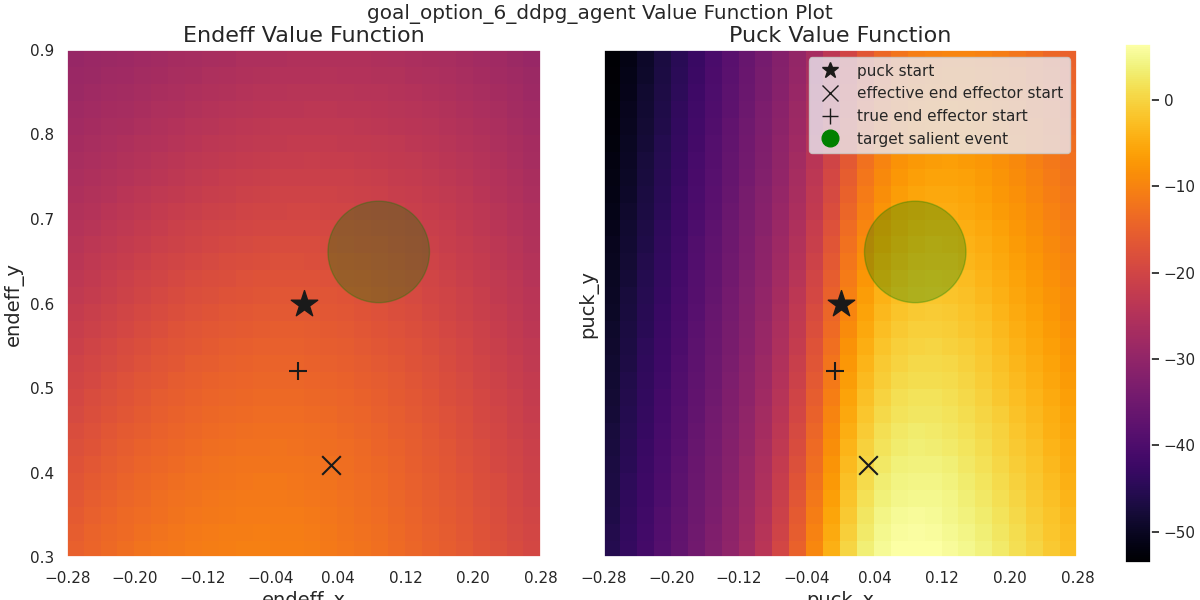 goal_option_6_ddpg_agent Value Function Plot
Endeff Value Function
Puck Value Function
0.9
0.8
0.7
0.6
0.5
0.4
0.3
endeff_y
−0.28 −0.20 −0.12 −0.04 0.04 0.12 0.20 0.28
endeff_x
puck_y
puck start
effective end effector start
true end effector start
target salient event
−0.28 −0.20 −0.12 −0.04 0.04 0.12 0.20 0.28
puck_x
0
−10
−20
−30
−40
−50